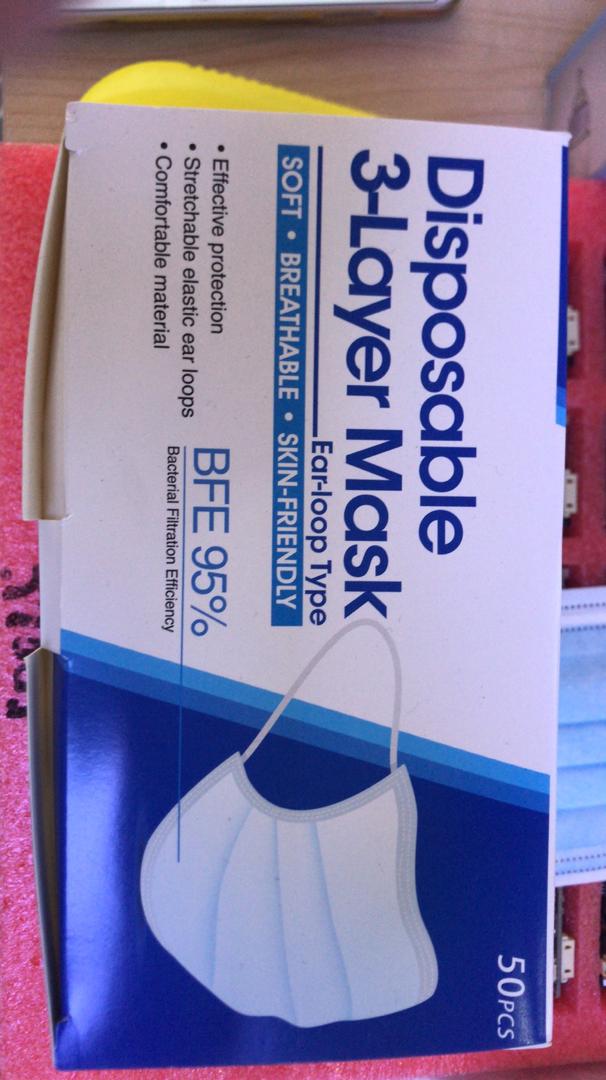 Disposable
3-Layer Mask
Ear-loop Type
SOFT • BREATHABLE • SKIN-FRIENDLY
• Effective protection
• Stretchable elastic ear loops
• Comfortable material
BFE 95%
Bacterial Filtration Efficiency
50PCS